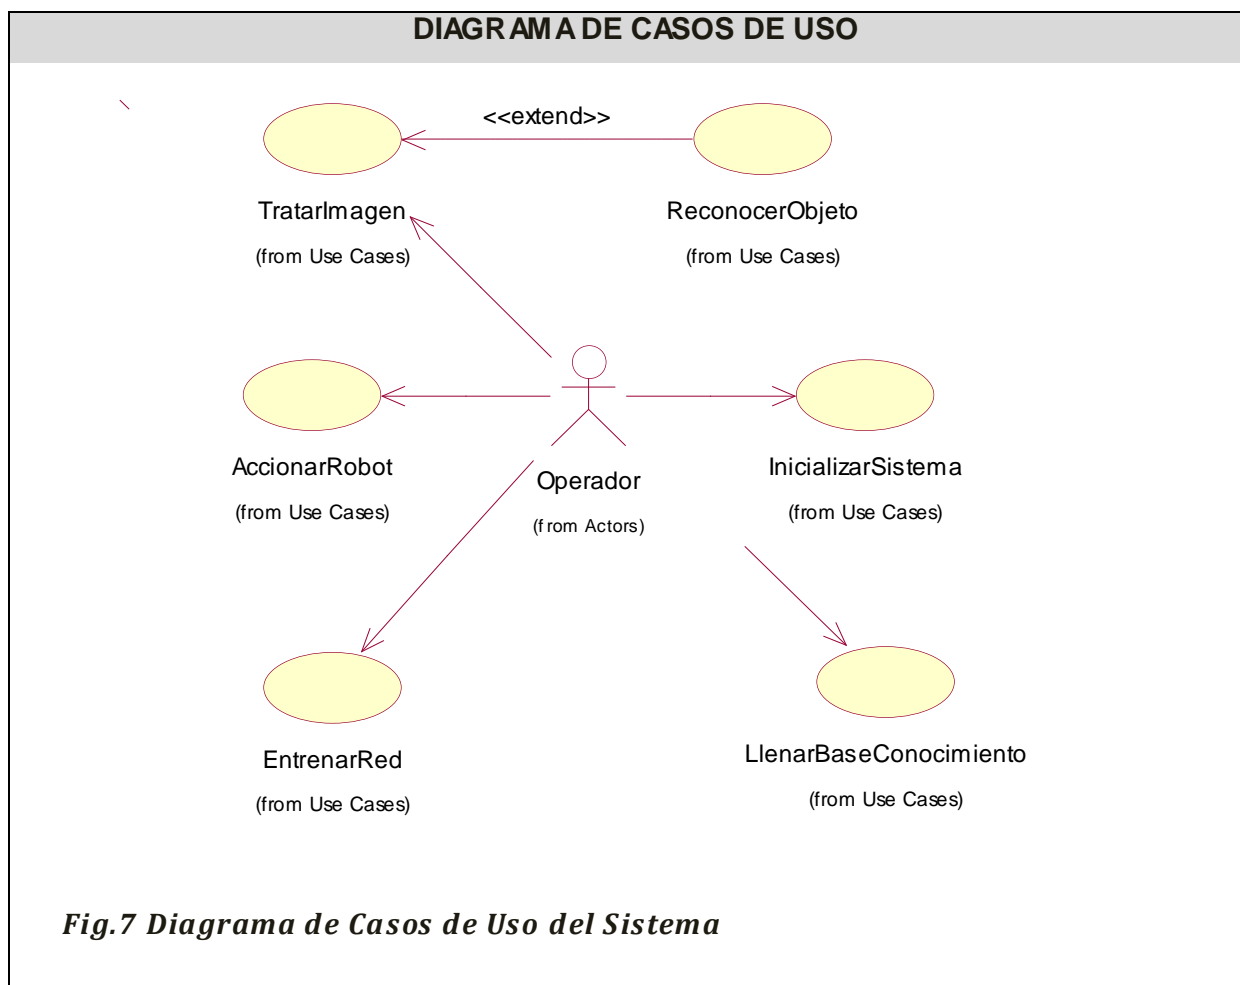 DIAGRAMA DE CASOS DE USO
<<extend>>
TratarImagen
(from Use Cases)
ReconocerObjeto
(from Use Cases)
AccionarRobot
(from Use Cases)
Operador
(from Actors)
InicializarSistema
(from Use Cases)
EntrenarRed
(from Use Cases)
LlenarBaseConocimiento
(from Use Cases)
Fig.7 Diagrama de Casos de Uso del Sistema